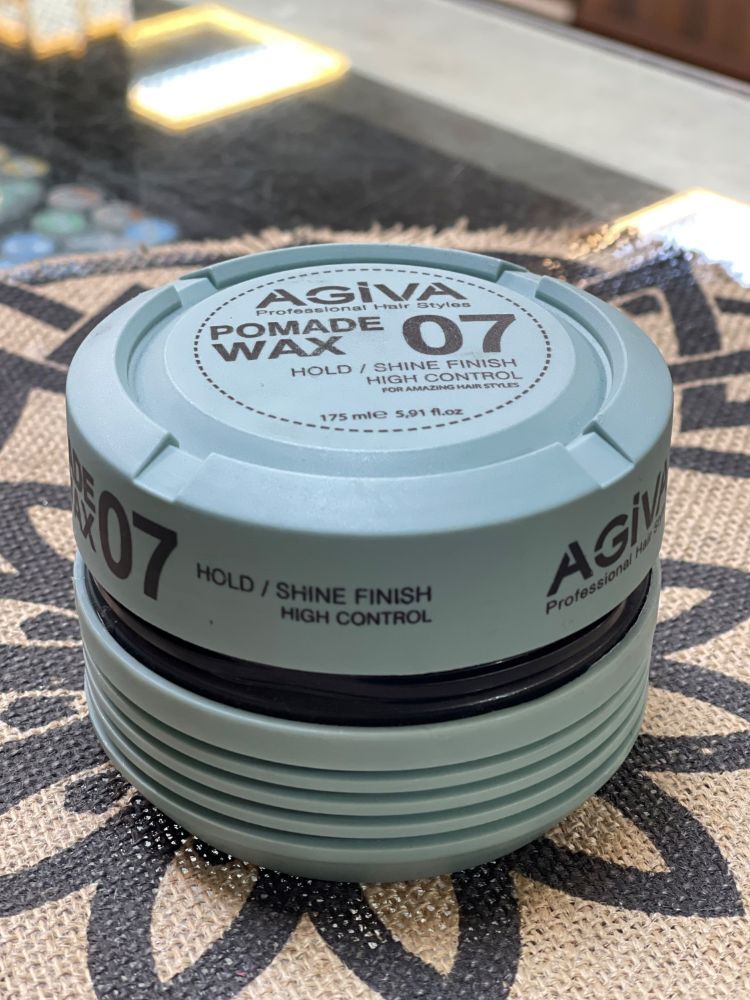 AGiVA
Professional Hair Styles
POMADE
WAX 07
HOLD / SHINE FINISH
HIGH CONTROL
FOR AMAZING HAIR STYLES
175 ml℮ 5,91 fl.oz
07
HOLD / SHINE FINISH
HIGH CONTROL
AGiVA
Professional Hair